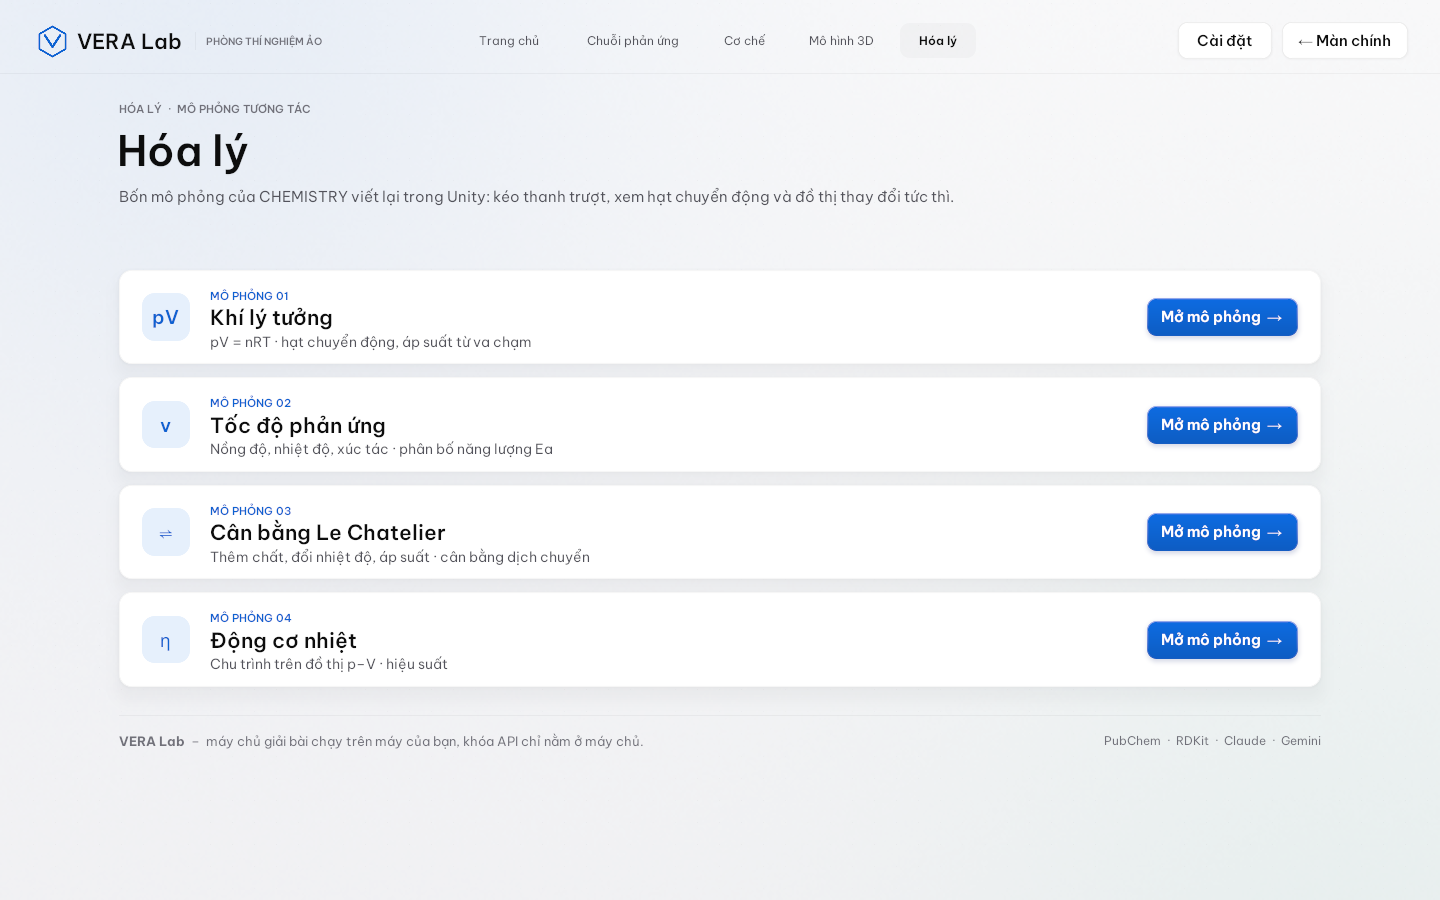 VERA Lab
PHÒNG THÍ NGHIỆM ẢO
Trang chủ
Chuỗi phản ứng
Cơ chế
Mô hình 3D
Hóa lý
Cài đặt
← Màn chính
HÓA LÝ · MÔ PHỎNG TƯƠNG TÁC
Hóa lý
Bốn mô phỏng của CHEMISTRY viết lại trong Unity: kéo thanh trượt, xem hạt chuyển động và đồ thị thay đổi tức thì.
pV
MÔ PHỎNG 01
Khí lý tưởng
pV = nRT · hạt chuyển động, áp suất từ va chạm
Mở mô phỏng →
v
MÔ PHỎNG 02
Tốc độ phản ứng
Nồng độ, nhiệt độ, xúc tác · phân bố năng lượng Ea
Mở mô phỏng →
⇌
MÔ PHỎNG 03
Cân bằng Le Chatelier
Thêm chất, đổi nhiệt độ, áp suất · cân bằng dịch chuyển
Mở mô phỏng →
η
MÔ PHỎNG 04
Động cơ nhiệt
Chu trình trên đồ thị p–V · hiệu suất
Mở mô phỏng →
VERA Lab – máy chủ giải bài chạy trên máy của bạn, khóa API chỉ nằm ở máy chủ.
PubChem · RDKit · Claude · Gemini